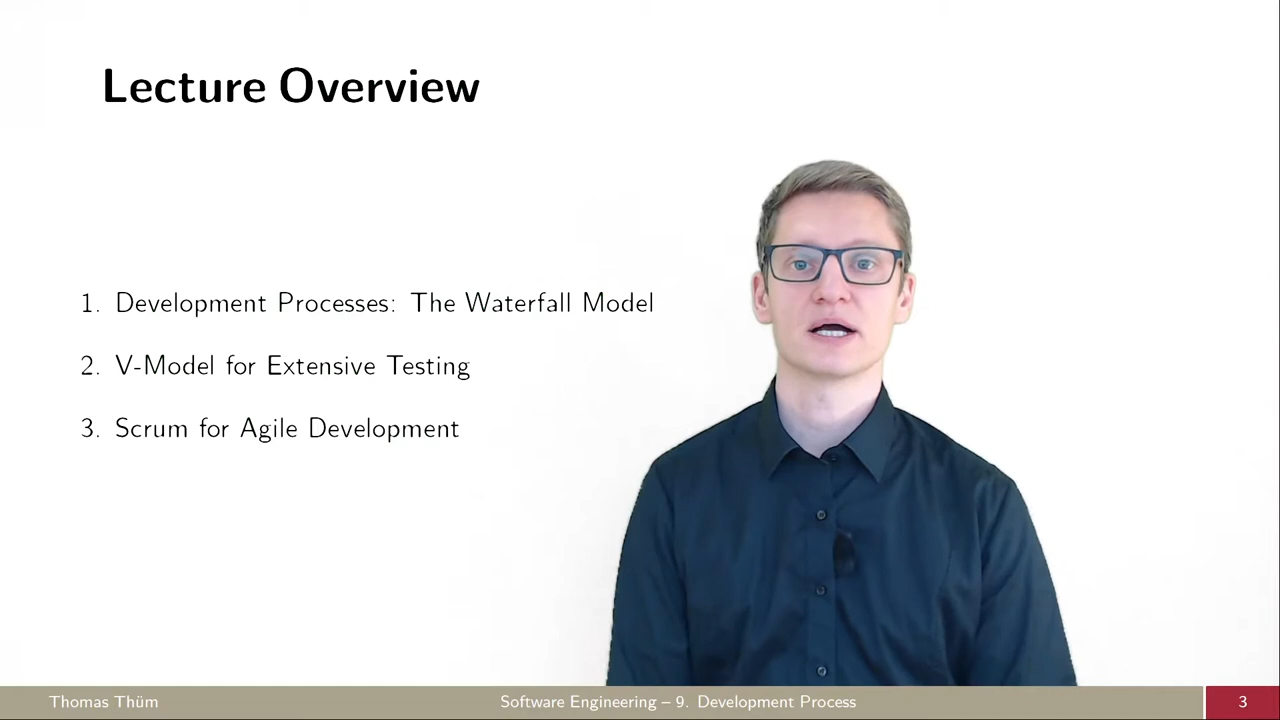 Lecture Overview
1. Development Processes: The Waterfall Model
2. V-Model for Extensive Testing
3. Scrum for Agile Development
Thomas Thüm
Software Engineering – 9. Development Process
3